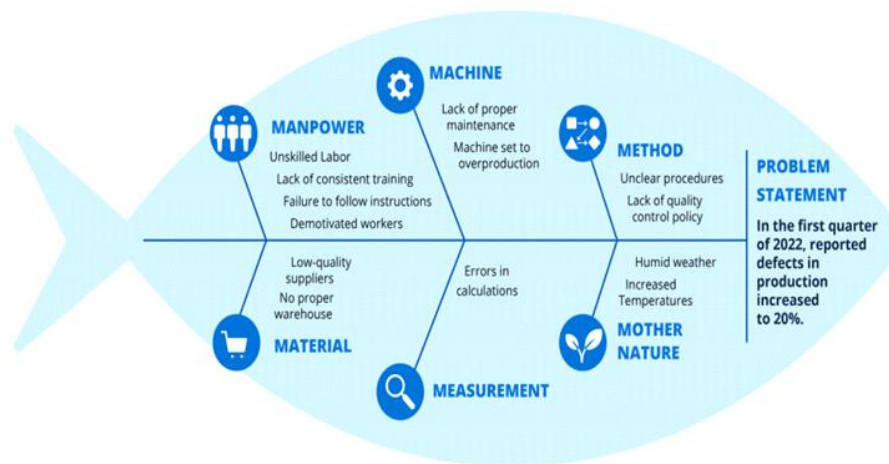 MACHINE
Lack of proper
maintenance
Machine set to
overproduction
MANPOWER
Unskilled Labor
Lack of consistent training
Failure to follow instructions
Demotivated workers
METHOD
Unclear procedures
Lack of quality
control policy
PROBLEM
STATEMENT
In the first quarter
of 2022, reported
defects in
production
increased
to 20%.
Low-quality
suppliers
No proper
warehouse
MATERIAL
Errors in
calculations
MEASUREMENT
Humid weather
Increased
Temperatures
MOTHER
NATURE